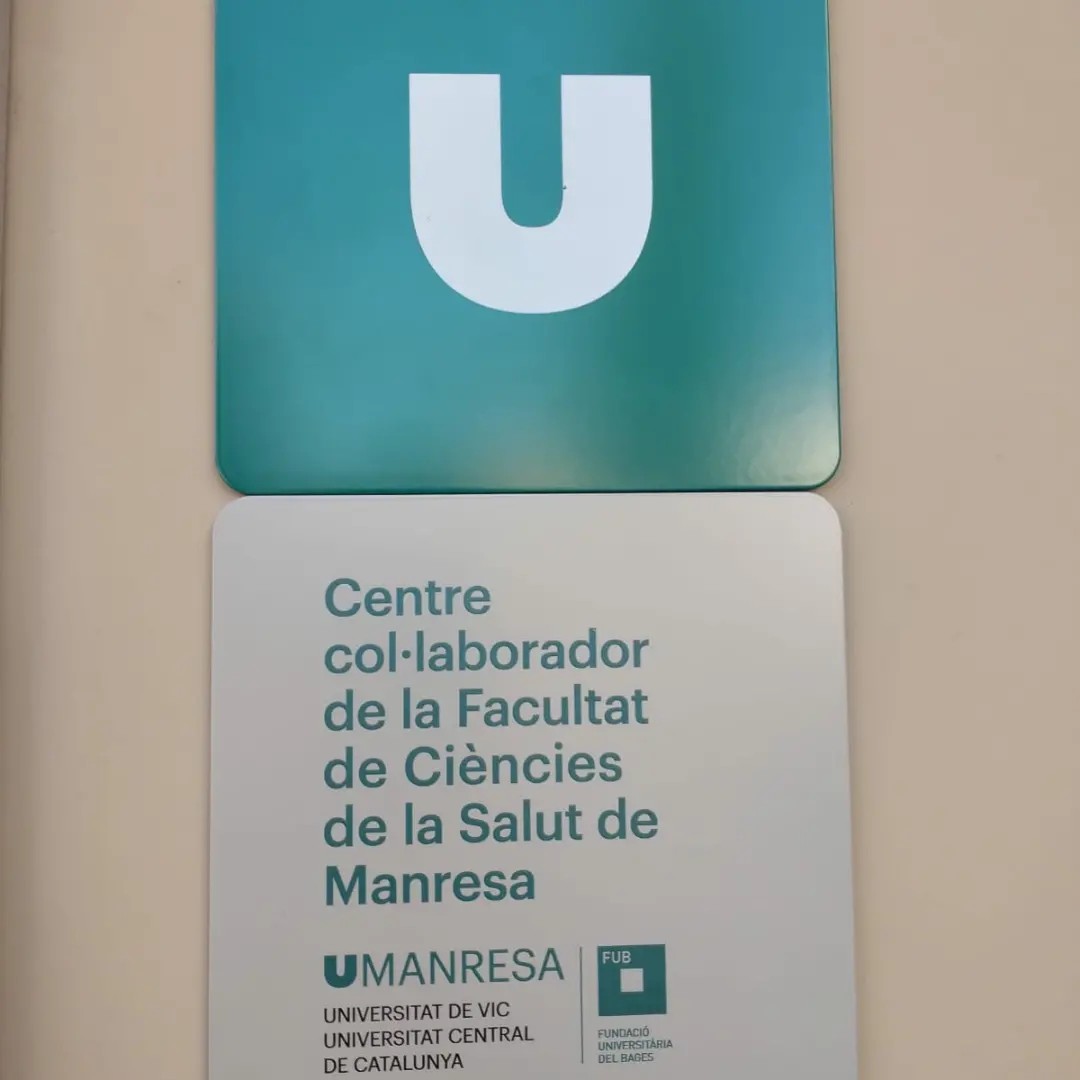 U
Centre
col·laborador
de la Facultat
de Ciències
de la Salut de
Manresa
UMANRESA
UNIVERSITAT DE VIC
UNIVERSITAT CENTRAL
DE CATALUNYA
FUB
FUNDACIÓ
UNIVERSITÀRIA
DEL BAGES